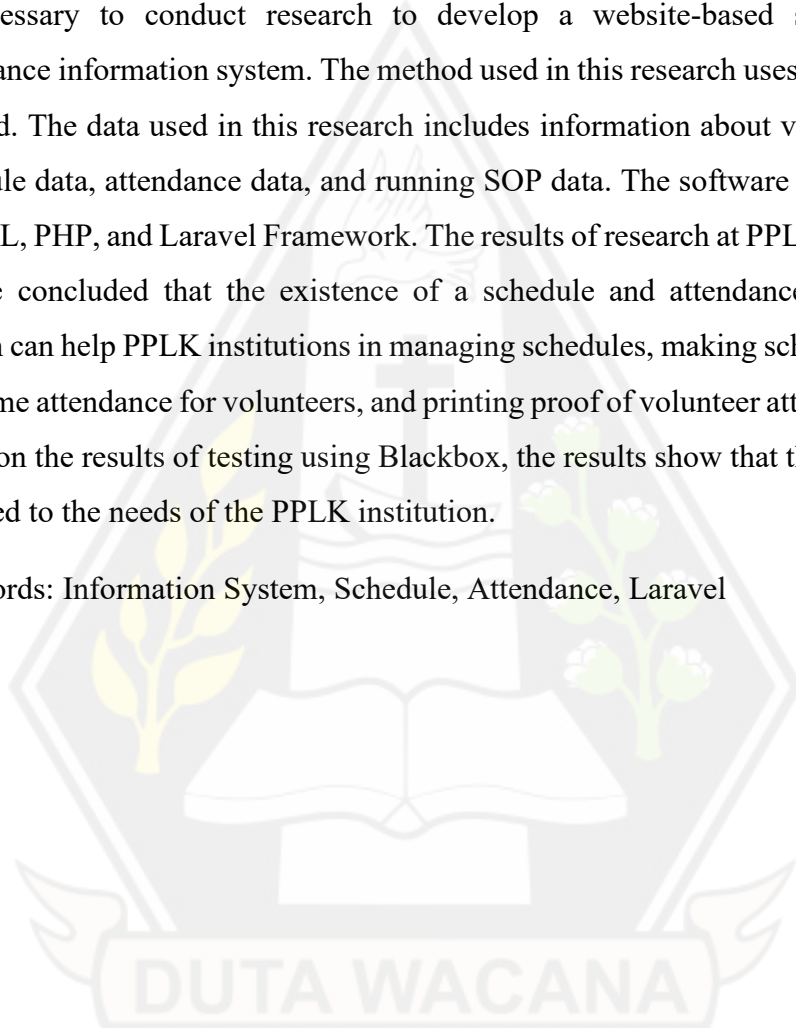 essary to conduct research to develop a website-based s
ance information system. The method used in this research uses
d. The data used in this research includes information about v
ule data, attendance data, and running SOP data. The software
L, PHP, and Laravel Framework. The results of research at PPL
e concluded that the existence of a schedule and attendance
n can help PPLK institutions in managing schedules, making sch
me attendance for volunteers, and printing proof of volunteer att
on the results of testing using Blackbox, the results show that th
ed to the needs of the PPLK institution.
ords: Information System, Schedule, Attendance, Laravel
DUTA WACANA